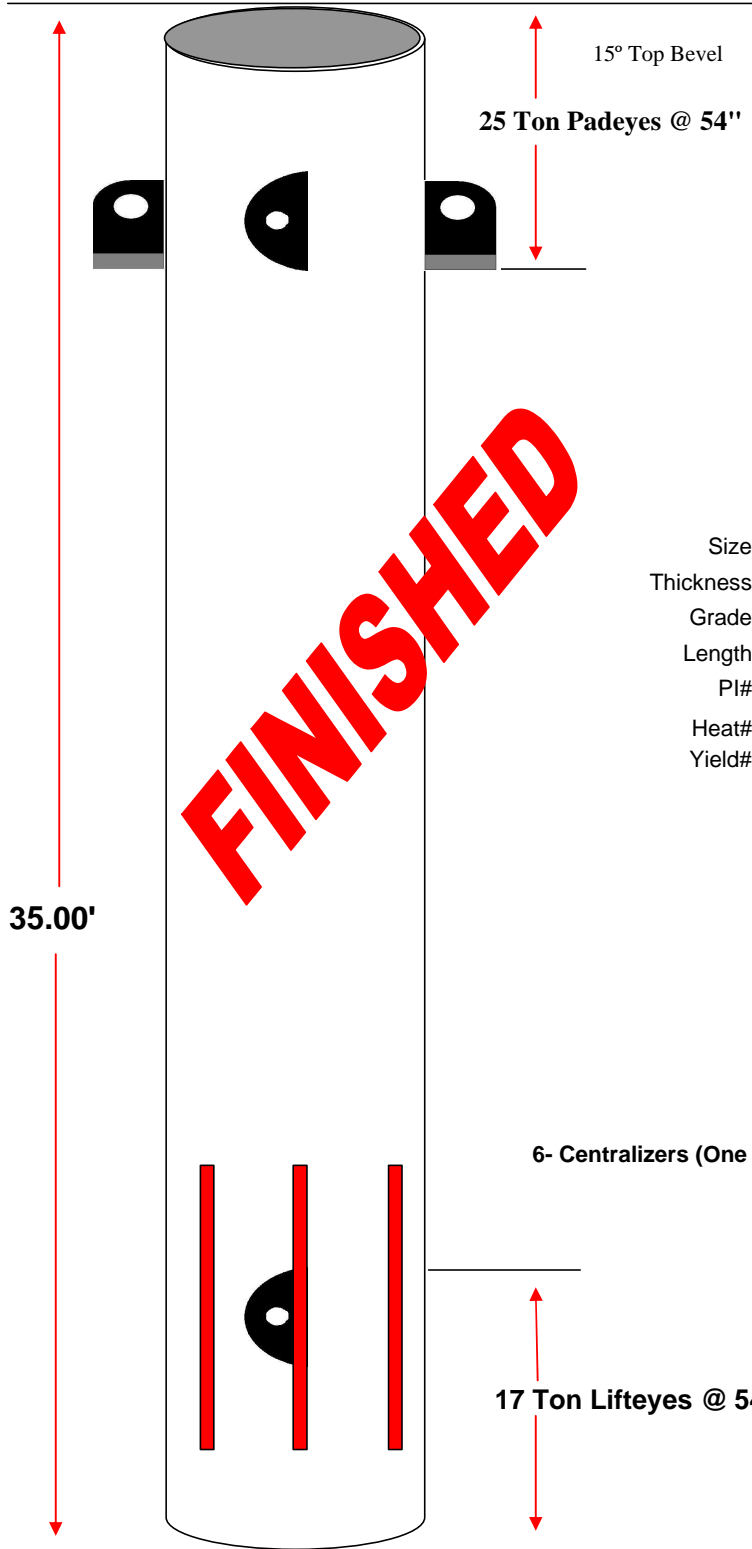 15º Top Bevel
25 Ton Padeyes @ 54"
FINISHED
Size
Thickness
Grade
Length
PI#
Heat#
Yield#
35.00'
6- Centralizers (One
17 Ton Lifteyes @ 5